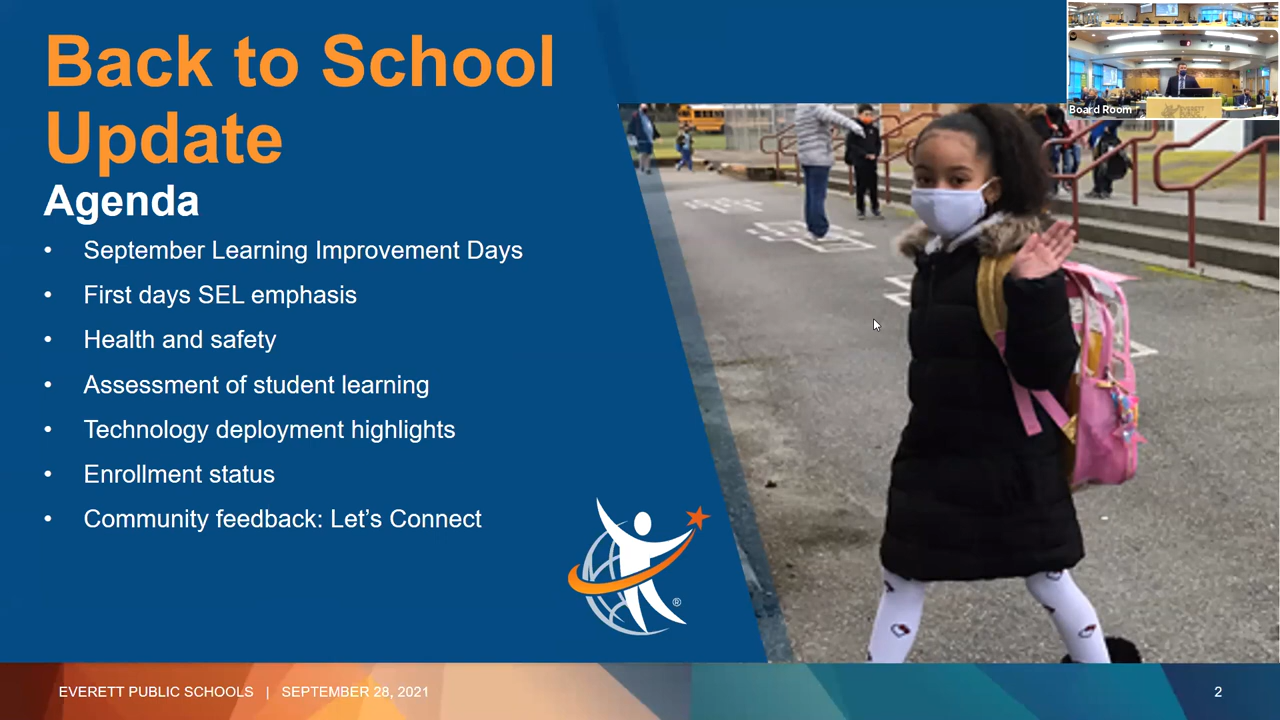 Back to School
Update
Agenda
• September Learning Improvement Days
• First days SEL emphasis
• Health and safety
• Assessment of student learning
• Technology deployment highlights
• Enrollment status
• Community feedback: Let’s Connect
®
EVERETT PUBLIC SCHOOLS | SEPTEMBER 28, 2021
2
Board Room
EVERETT